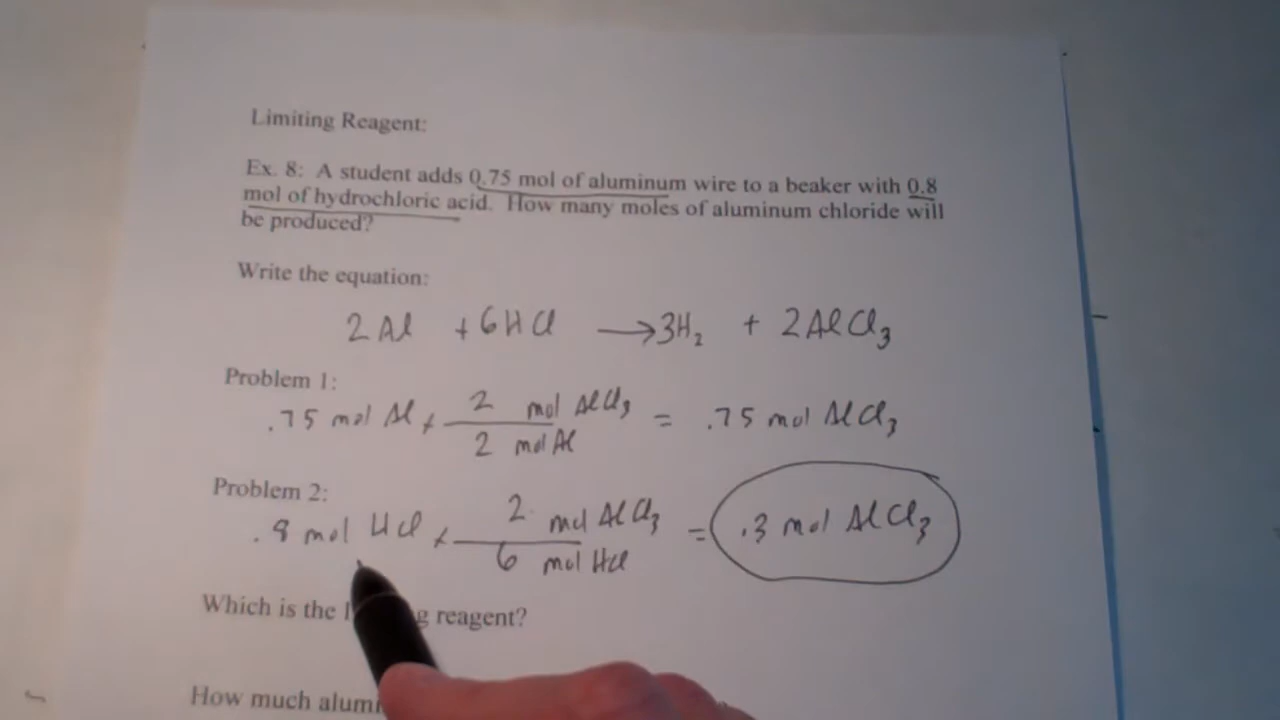 Limiting Reagent:
Ex. 8: A student adds 0.75 mol of aluminum wire to a beaker with 0.8
mol of hydrochloric acid. How many moles of aluminum chloride will
be produced?
Write the equation:
2Al + 6HCl → 3H₂ + 2AlCl₃
Problem 1:
.75 mol Al x 2 mol AlCl₃ = .75 mol AlCl₃
2 mol Al
Problem 2:
.8 mol HCl x 2 mol AlCl₃ = .3 mol AlCl₃
6 mol HCl
Which is the reagent?
How much